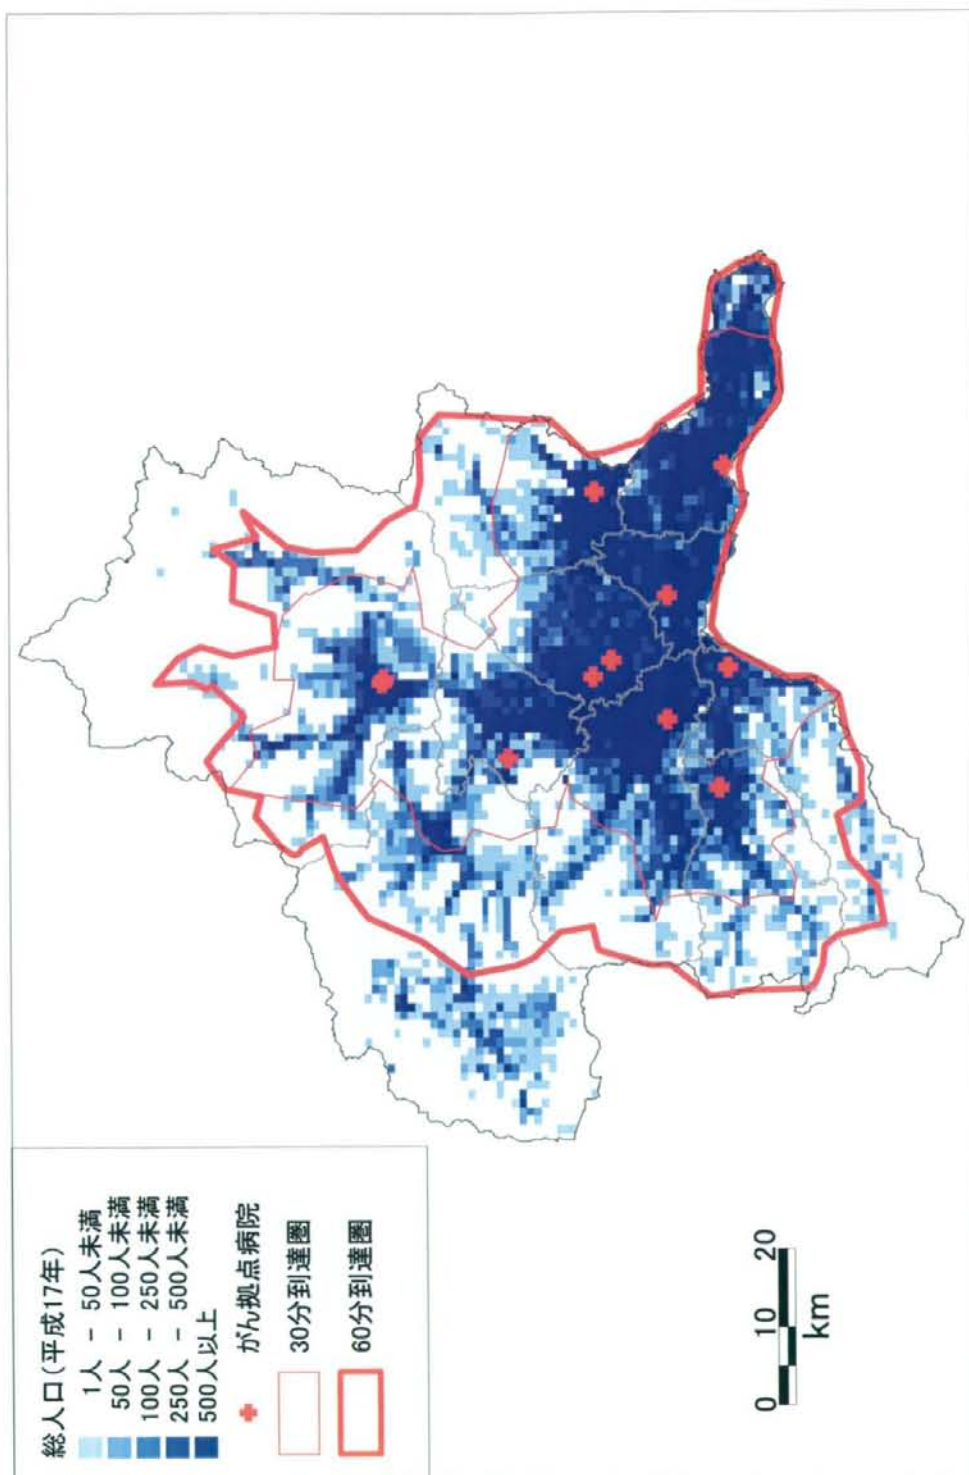 総人口(平成17年)
1人 - 50人未満
50人 - 100人未満
100人 - 250人未満
250人 - 500人未満
500人以上
がん拠点病院
30分到達圏
60分到達圏
0 10 20
km